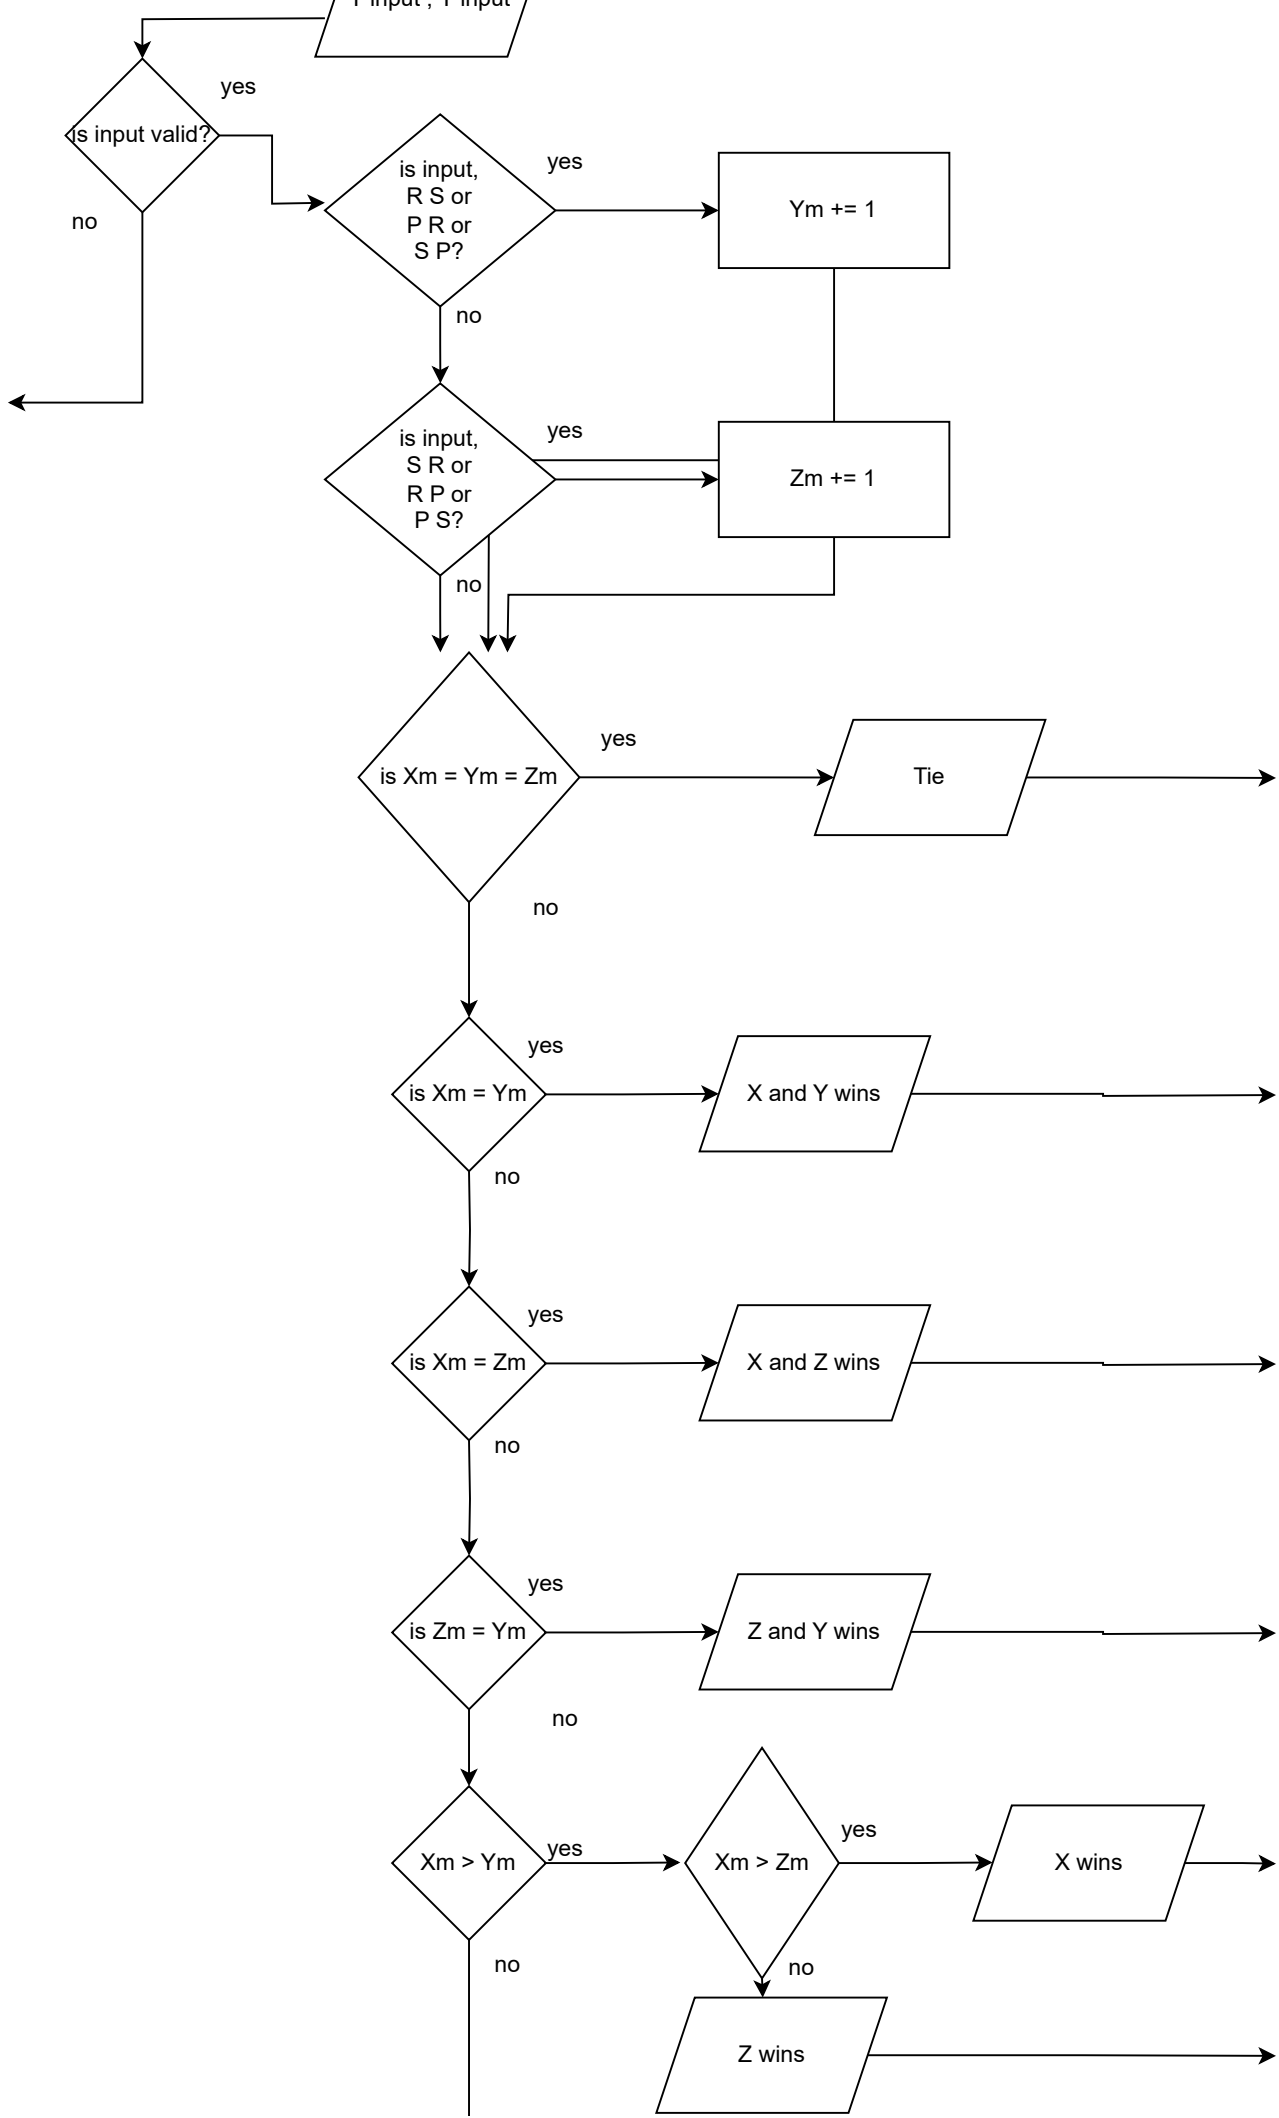 input , 
yes
is input valid?
no
is input,
R S or
P R or
S P?
yes
Ym += 1
no
is input,
S R or
R P or
P S?
yes
Zm += 1
no
is Xm = Ym = Zm
yes
Tie
no
is Xm = Ym
yes
X and Y wins
no
is Xm = Zm
yes
X and Z wins
no
is Zm = Ym
yes
Z and Y wins
no
Xm > Ym
yes
Xm > Zm
yes
X wins
no
no
Z wins